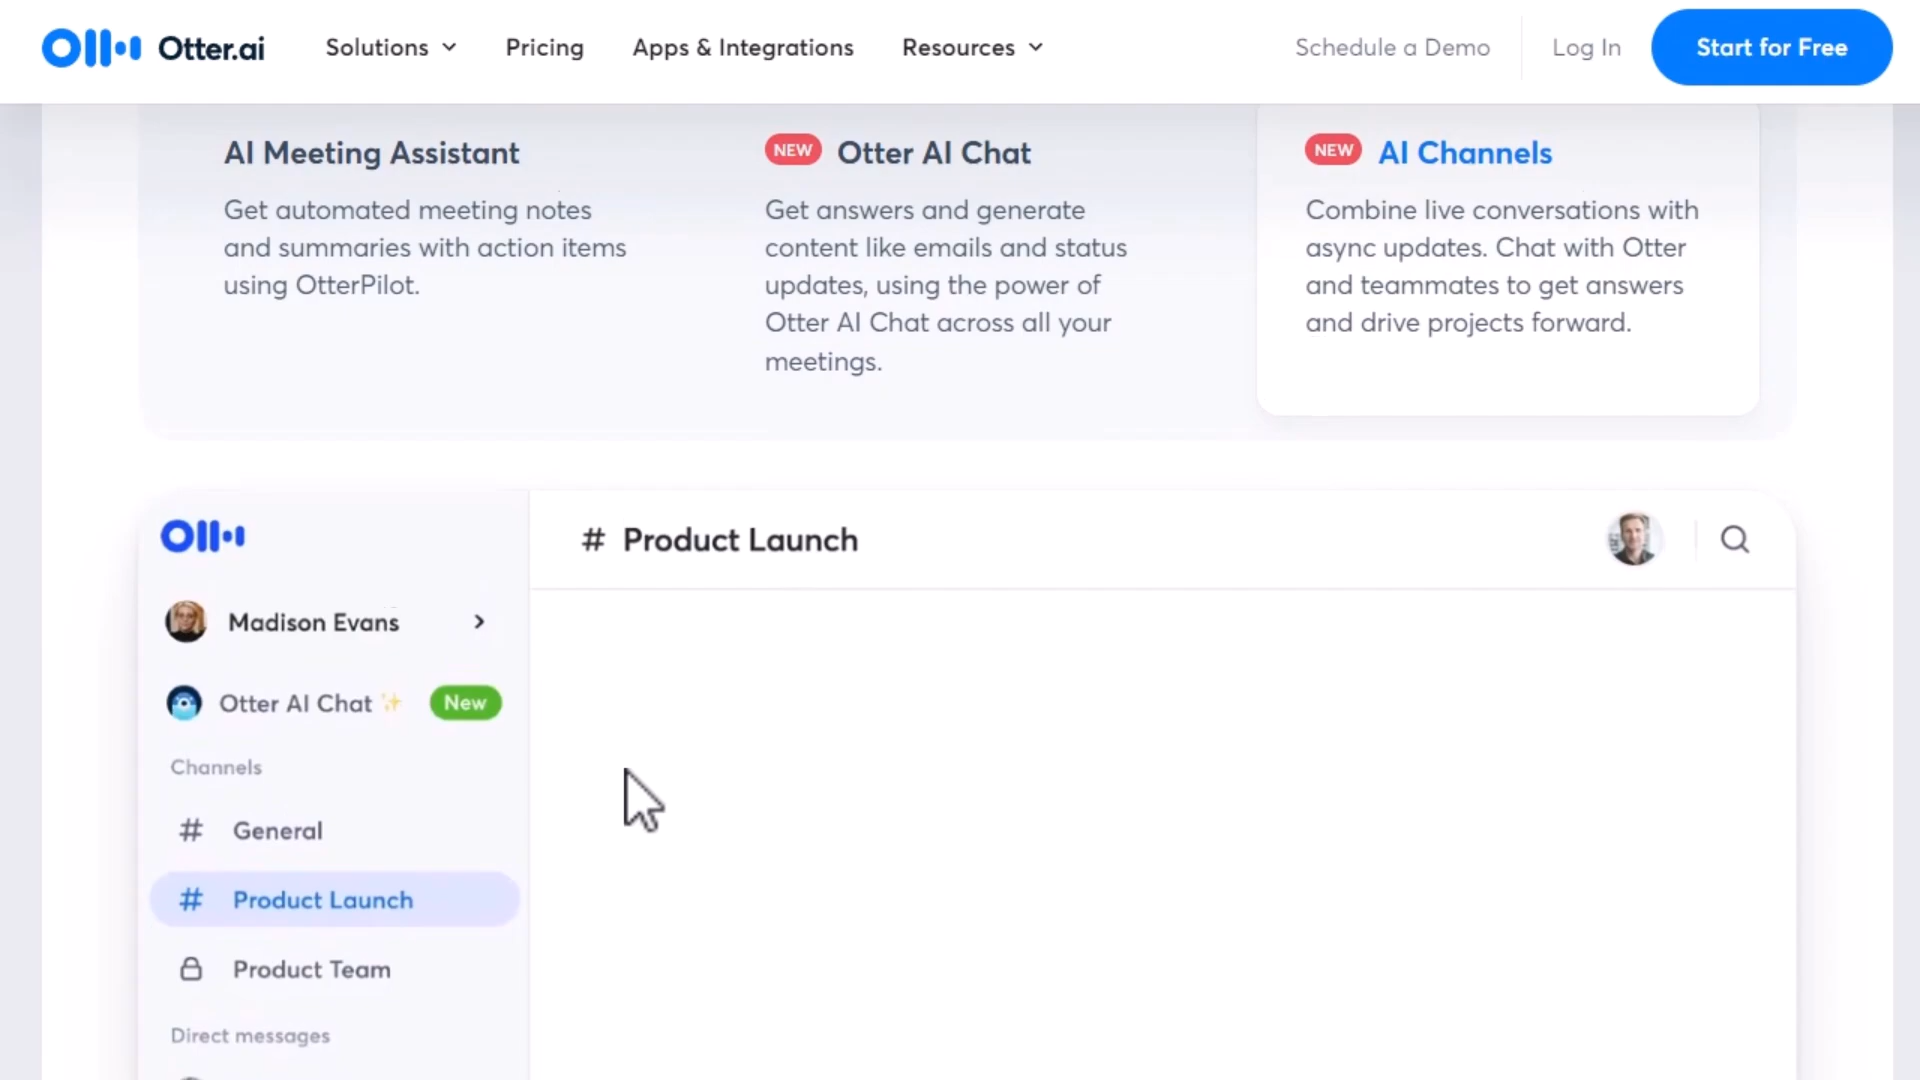 Otter.ai
Solutions
Pricing
Apps & Integrations
Resources
Schedule a Demo
Log In
Start for Free
AI Meeting Assistant
Get automated meeting notes
and summaries with action items
using OtterPilot.
NEW Otter AI Chat
Get answers and generate
content like emails and status
updates, using the power of
Otter AI Chat across all your
meetings.
NEW AI Channels
Combine live conversations with
async updates. Chat with Otter
and teammates to get answers
and drive projects forward.
Madison Evans
Otter AI Chat ✨ New
Channels
# General
# Product Launch
Product Team
Direct messages
# Product Launch